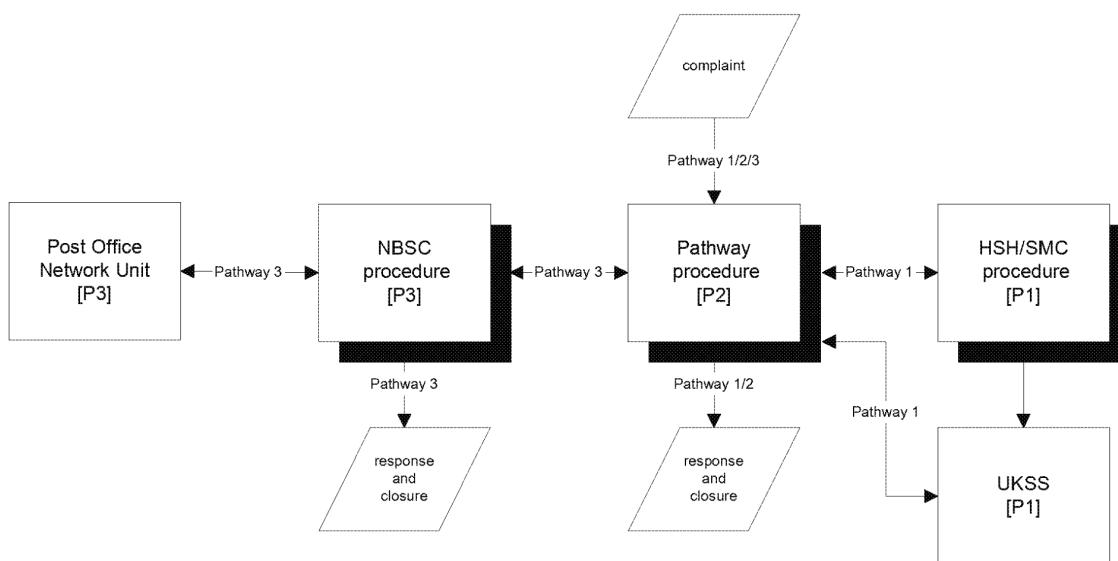 complaint
Pathway 1/2/3
Post Office
Network Unit
[P3]
Pathway 3
NBSC
procedure
[P3]
Pathway 3
Pathway
procedure
[P2]
Pathway 1
HSH/SMC
procedure
[P1]
Pathway 3
Pathway 1/2
Pathway 1
response
and
closure
response
and
closure
UKSS
[P1]